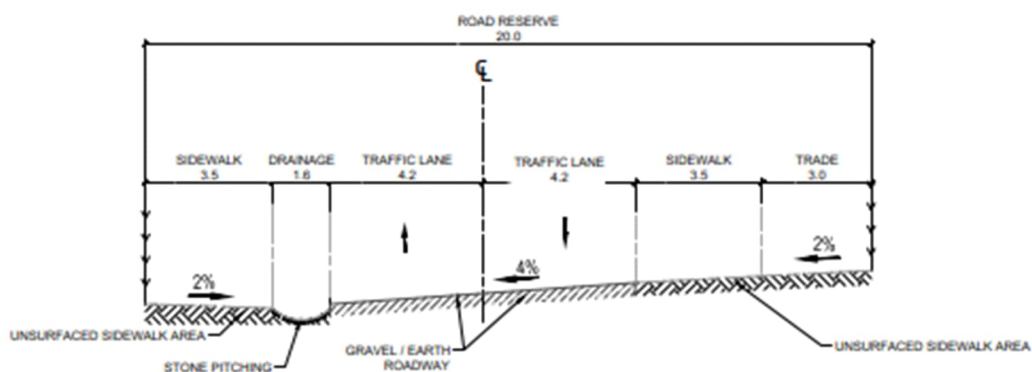 ROAD RESERVE
20.0
℄
SIDEWALK
3.5
DRAINAGE
1.6
TRAFFIC LANE
4.2
TRAFFIC LANE
4.2
SIDEWALK
3.5
TRADE
3.0
2%
4%
2%
UNSURFACED SIDEWALK AREA
STONE PITCHING
GRAVEL / EARTH
ROADWAY
UNSURFACED SIDEWALK AREA